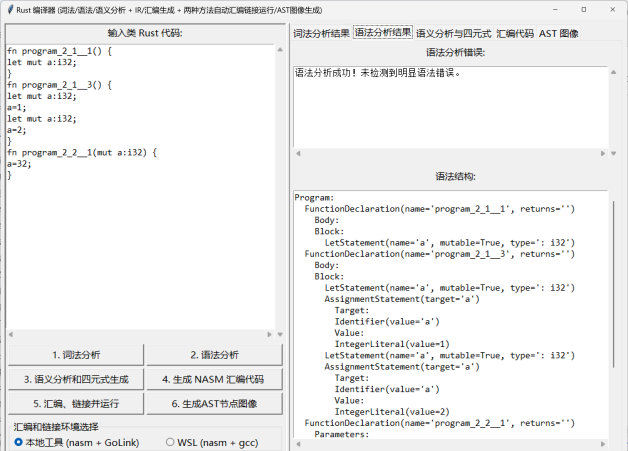 Rust 编译器 (词法/语法/语义分析 + IR/汇编生成 + 两种方法自动汇编链接运行/AST图像生成)
输入类 Rust 代码:
fn program_2_1__1() {
let mut a:i32;
}
fn program_2_1__3() {
let mut a:i32;
a=1;
let mut a:i32;
a=2;
}
fn program_2_2__1(mut a:i32) {
a=32;
}
1. 词法分析
2. 语法分析
3. 语义分析和四元式生成
4. 生成 NASM 汇编代码
5. 汇编、链接并运行
6. 生成AST节点图像
汇编和链接环境选择
本地工具 (nasm + GoLink)
WSL (nasm + gcc)
词法分析结果 语法分析结果 语义分析与四元式 汇编代码 AST 图像
语法分析错误:
语法分析成功! 未检测到明显语法错误。
语法结构:
Program:
  FunctionDeclaration(name='program_2_1__1', returns='')
    Body:
    Block:
      LetStatement(name='a', mutable=True, type=': i32')
  FunctionDeclaration(name='program_2_1__3', returns='')
    Body:
    Block:
      LetStatement(name='a', mutable=True, type=': i32')
      AssignmentStatement(target='a')
        Target:
        Identifier(value='a')
        Value:
        IntegerLiteral(value=1)
      LetStatement(name='a', mutable=True, type=': i32')
      AssignmentStatement(target='a')
        Target:
        Identifier(value='a')
        Value:
        IntegerLiteral(value=2)
  FunctionDeclaration(name='program_2_2__1', returns='')
    Parameters: